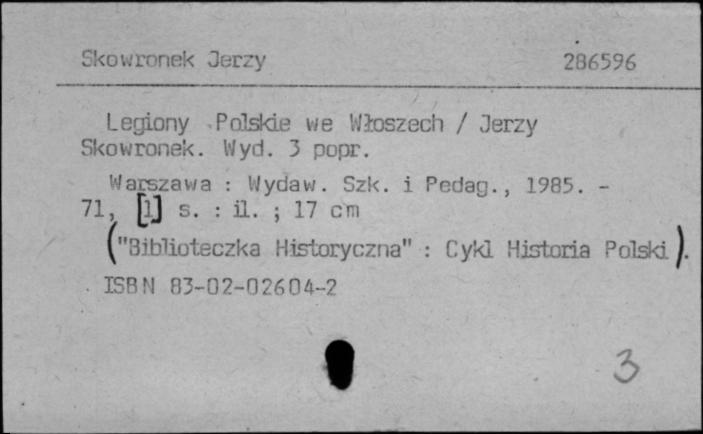 Skowronek Jerzy 286596
Legiony Polskie we Włoszech / Jerzy
Skowronek. Wyd. 3 popr.
Warszawa : Wydaw. Szk. i Pedag., 1985. -
71, [1] s. : il. ; 17 cm
("Biblioteczka Historyczna" : Cykl Historia Polski).
ISBN 83-02-02604-2
3